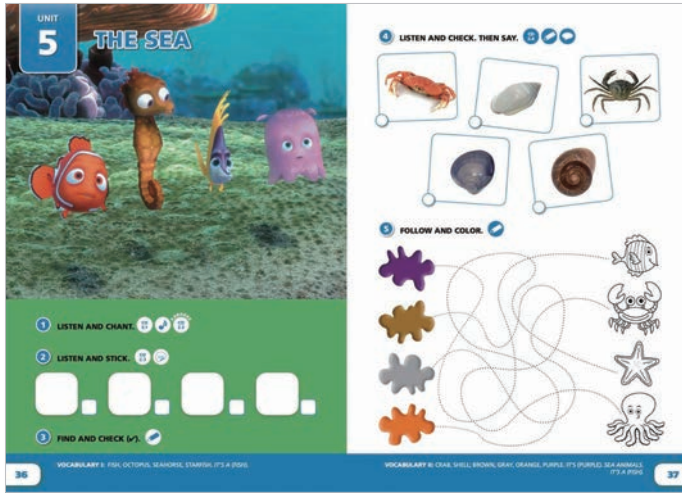 UNIT
5
THE SEA
1 LISTEN AND CHANT.
2 LISTEN AND STICK.
3 FIND AND CHECK (✓).
36
VOCABULARY I: FISH, OCTOPUS, SEAHORSE, STARFISH. IT'S A (FISH).
4 LISTEN AND CHECK. THEN SAY.
5 FOLLOW AND COLOR.
VOCABULARY II: CRAB, SHELL; BROWN, GRAY, ORANGE, PURPLE. IT'S (PURPLE). SEA ANIMALS.
IT'S A (FISH).
37